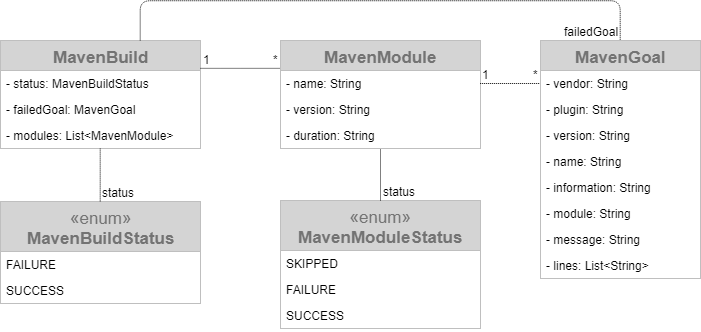 failedGoal
MavenBuild
- status: MavenBuildStatus
- failedGoal: MavenGoal
- modules: List<MavenModule>
1
*
MavenModule
- name: String
- version: String
- duration: String
1
*
MavenGoal
- vendor: String
- plugin: String
- version: String
- name: String
- information: String
- module: String
- message: String
- lines: List<String>
status
«enum»
MavenBuildStatus
FAILURE
SUCCESS
status
«enum»
MavenModuleStatus
SKIPPED
FAILURE
SUCCESS